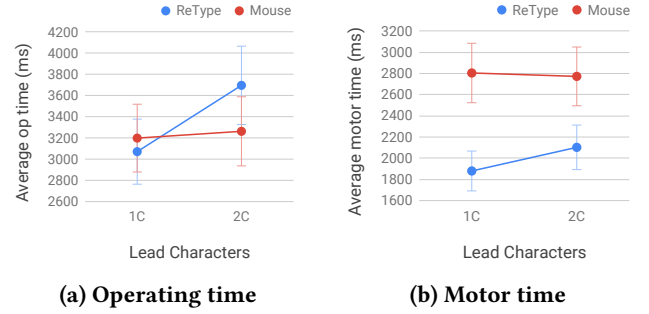 ReType Mouse
Average op time (ms)
4200
4000
3800
3600
3400
3200
3000
2800
2600
1C 2C
Lead Characters
(a) Operating time
ReType Mouse
Average motor time (ms)
3200
3000
2800
2600
2400
2200
2000
1800
1600
1C 2C
Lead Characters
(b) Motor time